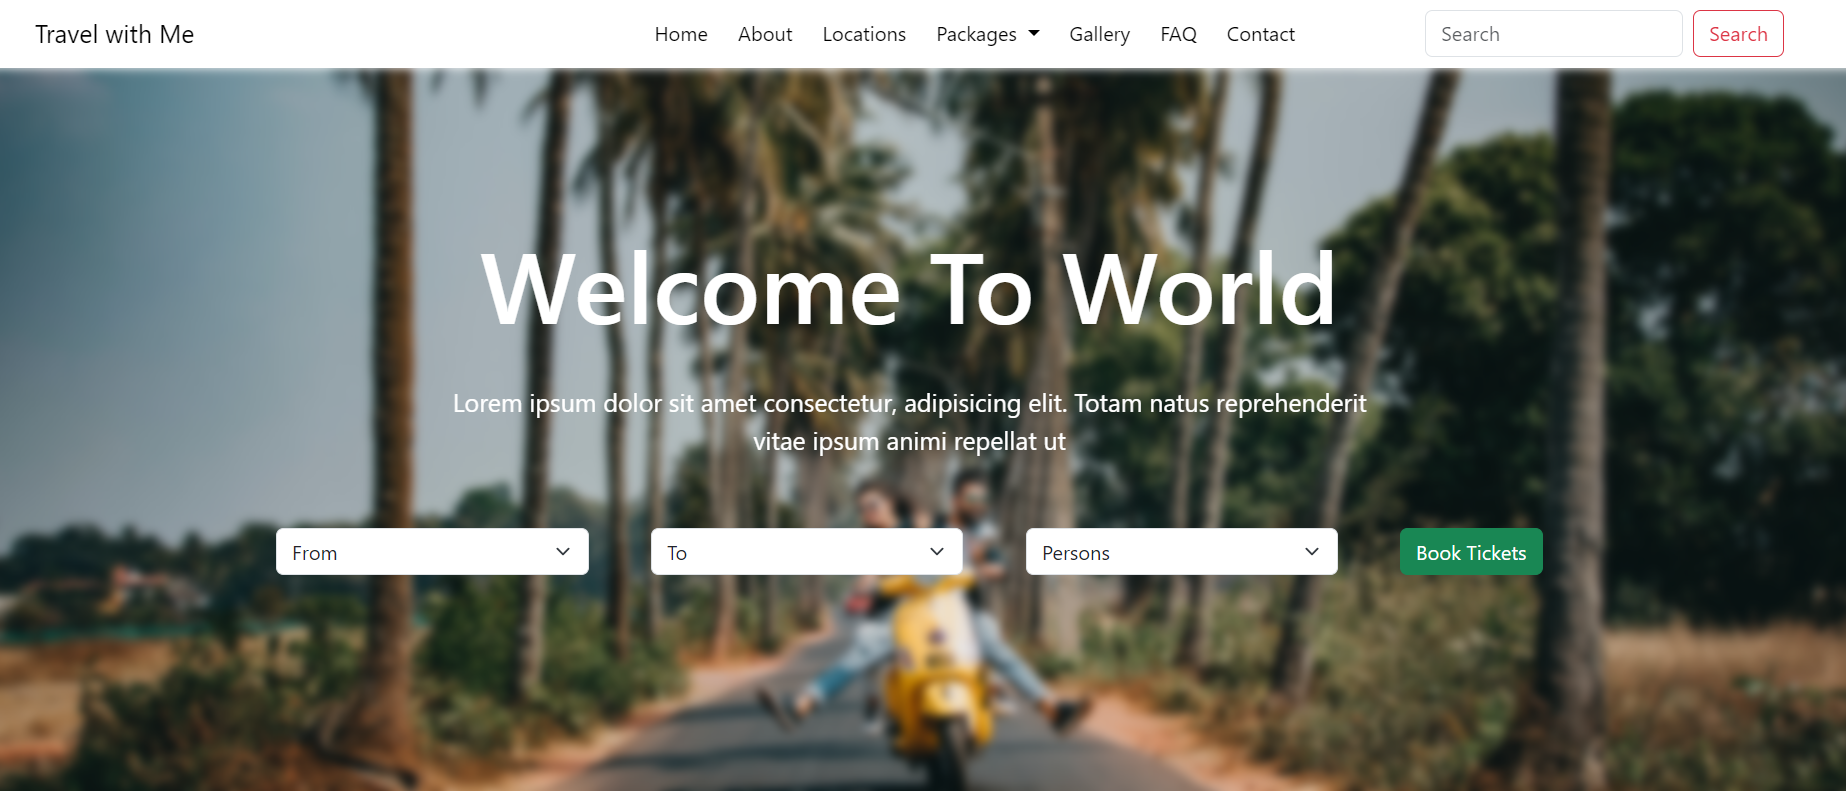 Travel with Me
Home About Locations Packages Gallery FAQ Contact
Search Search
Welcome To World
Lorem ipsum dolor sit amet consectetur, adipisicing elit. Totam natus reprehenderit
vitae ipsum animi repellat ut
From To Persons Book Tickets